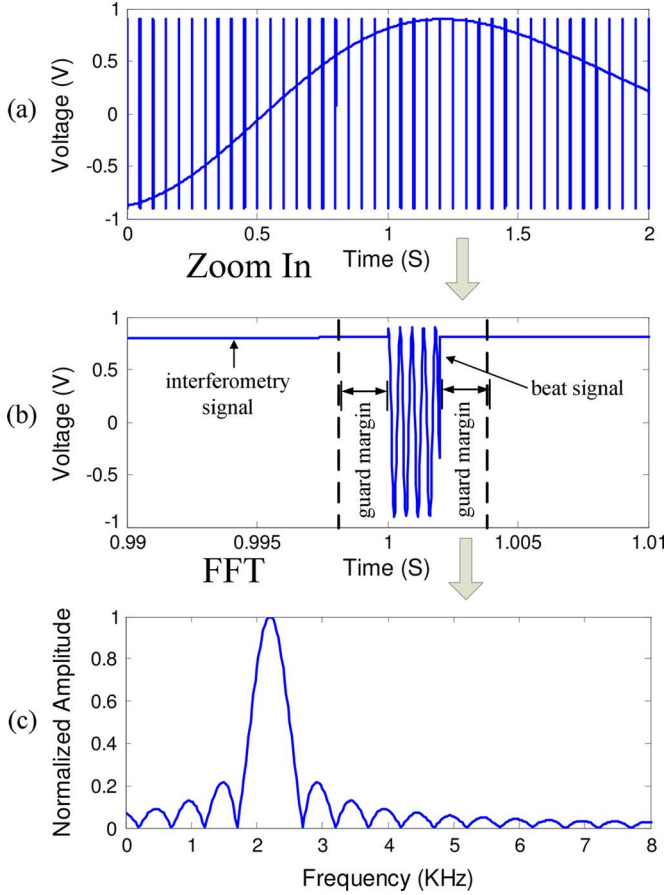 (a)
Voltage (V)
1
0.5
0
-0.5
-1
0
0.5
1
1.5
2
Zoom In
Time (S)
(b)
Voltage (V)
1
0.5
0
-0.5
-1
interferometry
signal
guard margin
guard margin
beat signal
0.99
0.995
1
1.005
1.01
FFT
Time (S)
(c)
Normalized Amplitude
1
0.8
0.6
0.4
0.2
0
0
1
2
3
4
5
6
7
8
Frequency (KHz)